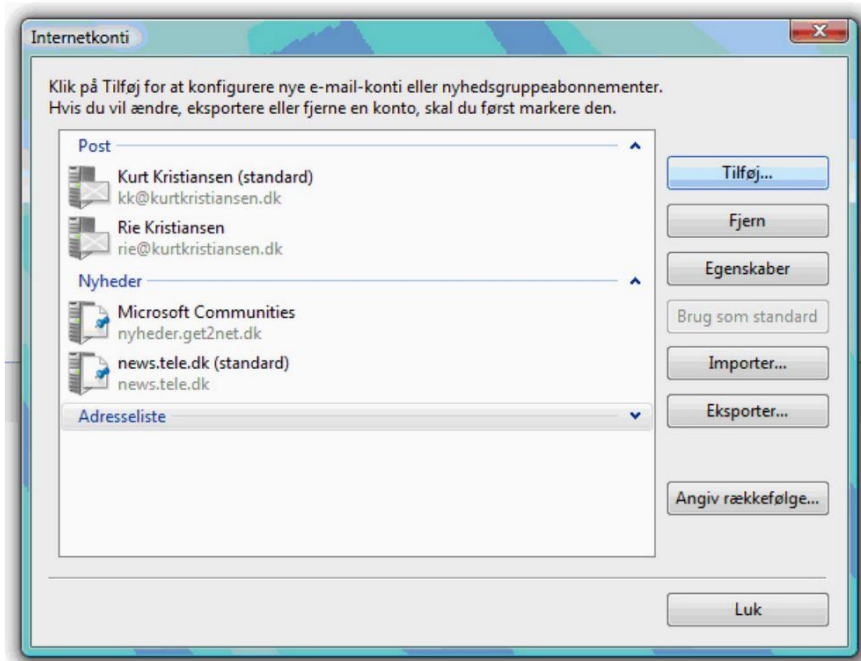 Internetkonti
Klik på Tilføj for at konfigurere nye e-mail-konti eller nyhedsgruppeabonnementer.
Hvis du vil ændre, eksportere eller fjerne en konto, skal du først markere den.
Post
Kurt Kristiansen (standard)
kk@kurtkristiansen.dk
Rie Kristiansen
rie@kurtkristiansen.dk
Nyheder
Microsoft Communities
nyheder.get2net.dk
news.tele.dk (standard)
news.tele.dk
Adresseliste
Tilføj...
Fjern
Egenskaber
Brug som standard
Importer...
Eksporter...
Angiv rækkefølge...
Luk